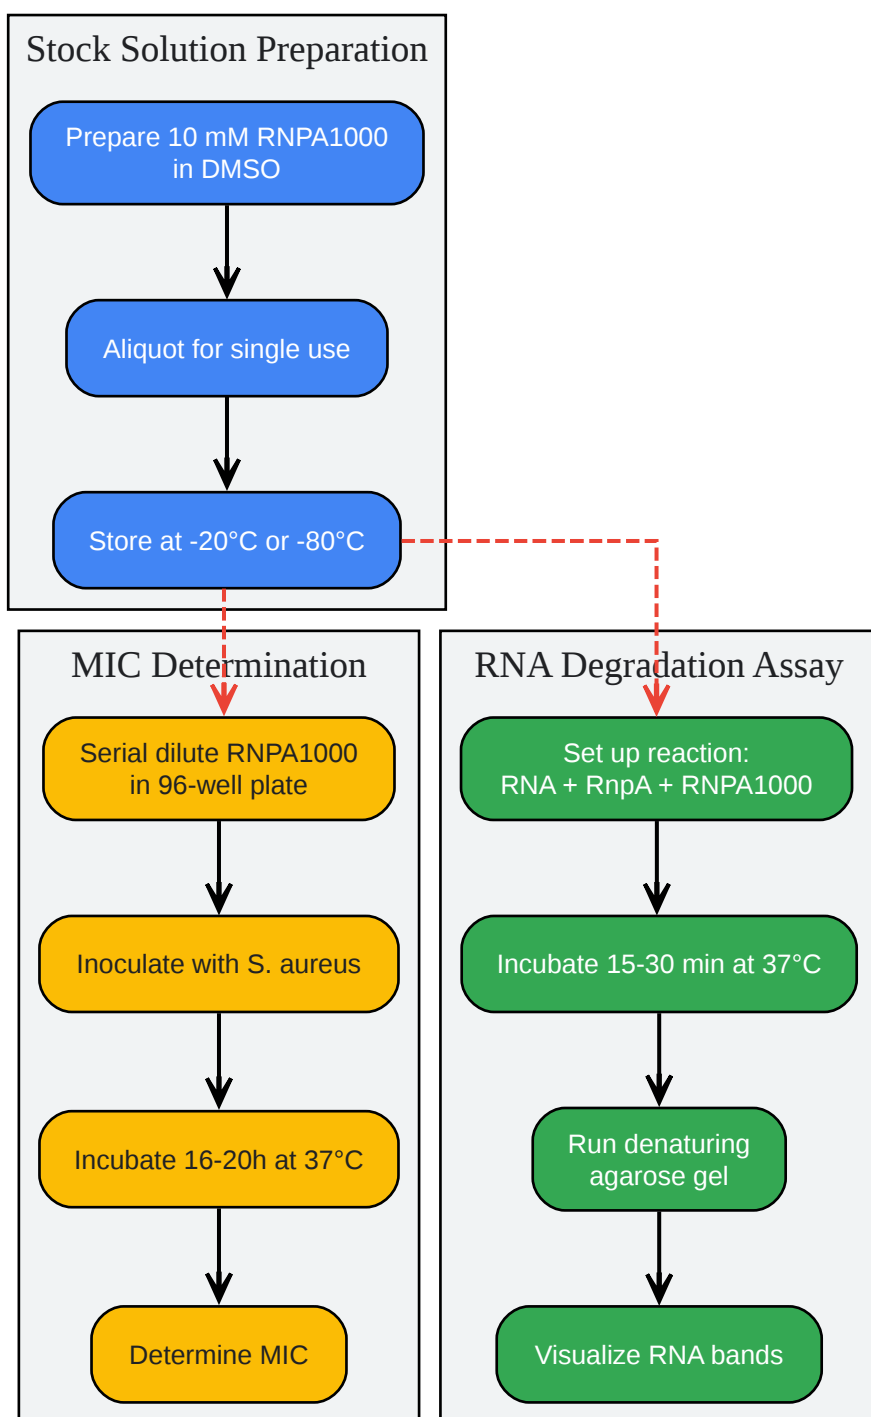 Stock Solution Preparation
Prepare 10 mM RNPA1000
in DMSO
Aliquot for single use
Store at -20°C or -80°C
MIC Determination
Serial dilute RNPA1000
in 96-well plate
Inoculate with S. aureus
Incubate 16-20h at 37°C
Determine MIC
RNA Degradation Assay
Set up reaction:
RNA + RnpA + RNPA1000
Incubate 15-30 min at 37°C
Run denaturing
agarose gel
Visualize RNA bands